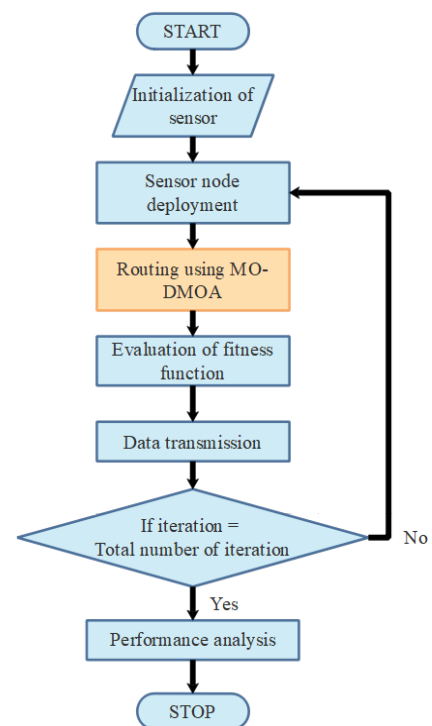 START
Initialization of
sensor
Sensor node
deployment
Routing using MO-
DMOA
Evaluation of fitness
function
Data transmission
If iteration =
Total number of iteration
No
Yes
Performance analysis
STOP